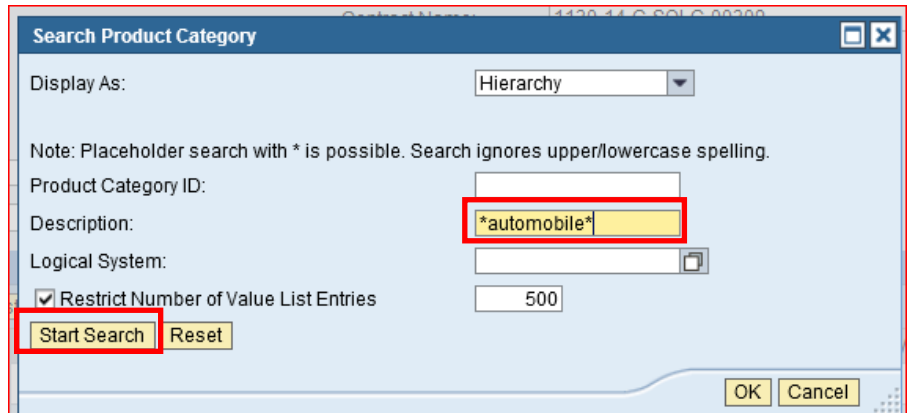 Search Product Category
Display As: Hierarchy
Note: Placeholder search with * is possible. Search ignores upper/lowercase spelling.
Product Category ID:
Description: *automobile*
Logical System:
Restrict Number of Value List Entries 500
Start Search Reset
OK Cancel